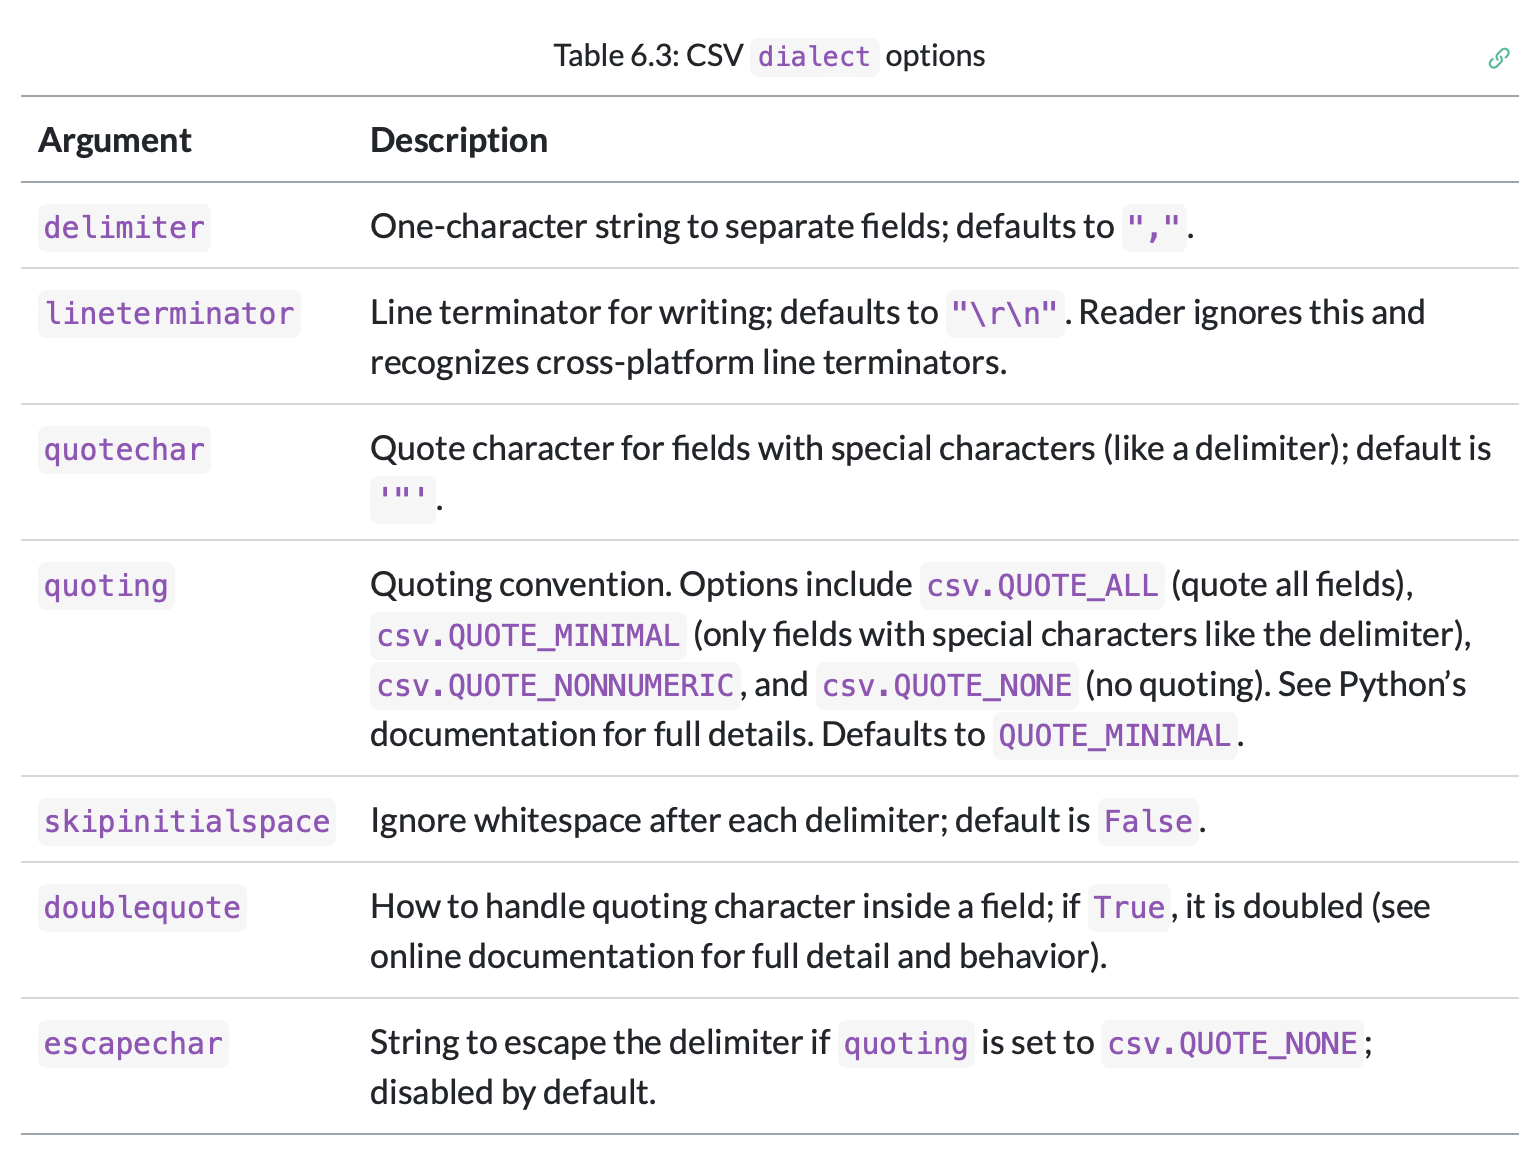 Table 6.3: CSV dialect options
Argument Description
delimiter One-character string to separate fields; defaults to ",".
lineterminator Line terminator for writing; defaults to "\r\n". Reader ignores this and
recognizes cross-platform line terminators.
quotechar Quote character for fields with special characters (like a delimiter); default is
'"'.
quoting Quoting convention. Options include csv.QUOTE_ALL (quote all fields),
csv.QUOTE_MINIMAL (only fields with special characters like the delimiter),
csv.QUOTE_NONNUMERIC, and csv.QUOTE_NONE (no quoting). See Python’s
documentation for full details. Defaults to QUOTE_MINIMAL.
skipinitialspace Ignore whitespace after each delimiter; default is False.
doublequote How to handle quoting character inside a field; if True, it is doubled (see
online documentation for full detail and behavior).
escapechar String to escape the delimiter if quoting is set to csv.QUOTE_NONE;
disabled by default.